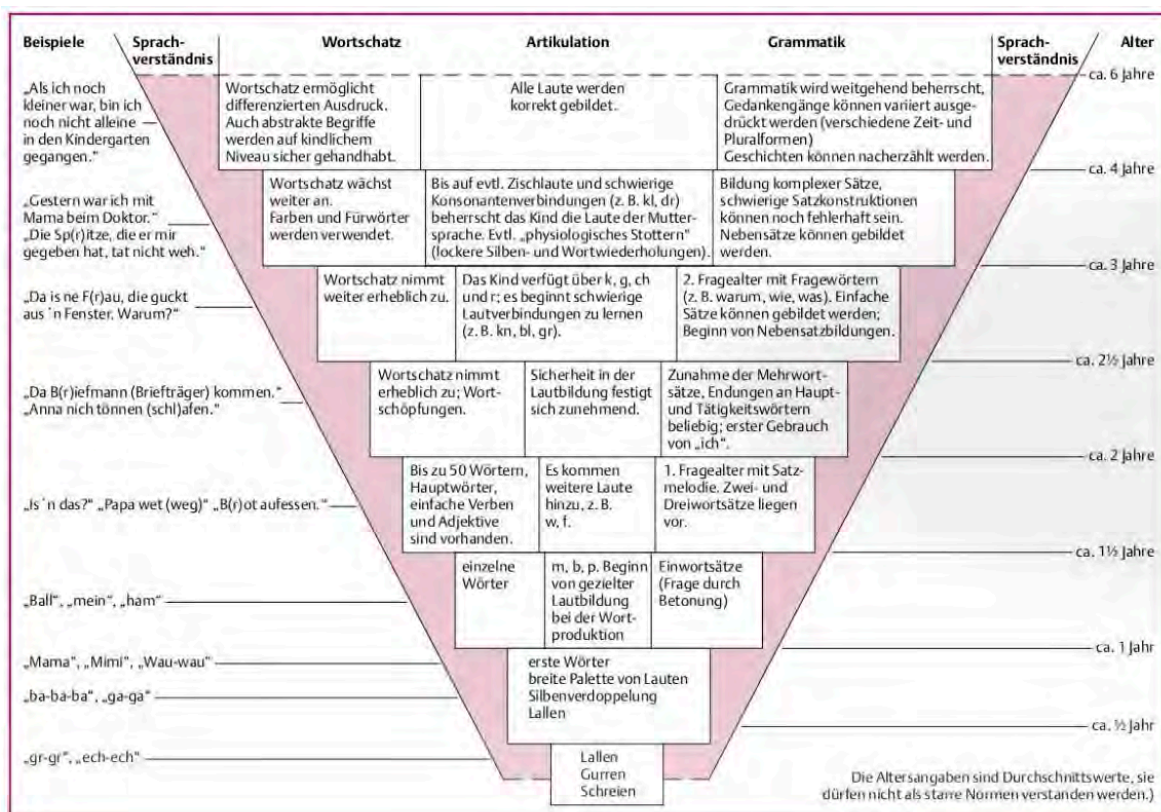 Beispiele
Sprach-
verständnis
Wortschatz
Artikulation
Grammatik
Sprach-
verständnis
Alter
ca. 6 Jahre
„Als ich noch
kleiner war, bin ich
noch nicht alleine
in den Kindergarten
gegangen.“
Wortschatz ermöglicht
differenzierten Ausdruck.
Auch abstrakte Begriffe
werden auf kindlichem
Niveau sicher gehandhabt.
Alle Laute werden
korrekt gebildet.
Grammatik wird weitgehend beherrscht,
Gedankengänge können variiert ausge-
drückt werden (verschiedene Zeit- und
Pluralformen)
Geschichten können nacherzählt werden.
ca. 4 Jahre
„Gestern war ich mit
Mama beim Doktor.“
„Die Sp(r)itze, die er mir
gegeben hat, tat nicht weh.“
Wortschatz wächst
weiter an.
Farben und Fürwörter
werden verwendet.
Bis auf evtl. Zischlaute und schwierige
Konsonantenverbindungen (z. B. kl, dr)
beherrscht das Kind die Laute der Mutter-
sprache. Evtl. „physiologisches Stottern“
(lockere Silben- und Wortwiederholungen).
Bildung komplexer Sätze,
schwierige Satzkonstruktionen
können noch fehlerhaft sein.
Nebensätze können gebildet
werden.
ca. 3 Jahre
„Da is ne F(r)au, die guckt
aus ´n Fenster. Warum?“
Wortschatz nimmt
weiter erheblich zu.
Das Kind verfügt über k, g, ch
und r; es beginnt schwierige
Lautverbindungen zu lernen
(z. B. kn, bl, gr).
2. Fragealter mit Fragewörtern
(z. B. warum, wie, was). Einfache
Sätze können gebildet werden;
Beginn von Nebensatzbildungen.
ca. 2½ Jahre
„Da B(r)iefmann (Briefträger) kommen.“
„Anna nich tönnen (schl)afen.“
Wortschatz nimmt
erheblich zu; Wort-
schöpfungen.
Sicherheit in der
Lautbildung festigt
sich zunehmend.
Zunahme der Mehrwort-
sätze, Endungen an Haupt-
und Tätigkeitswörtern
beliebig; erster Gebrauch
von „ich“.
ca. 2 Jahre
„Is´n das?“ „Papa wet (weg)“ „B(r)ot aufessen.“
Bis zu 50 Wörtern,
Hauptwörter,
einfache Verben
und Adjektive
sind vorhanden.
Es kommen
weitere Laute
hinzu, z. B.
w, f.
1. Fragealter mit Satz-
melodie. Zwei- und
Dreiwortsätze liegen
vor.
ca. 1½ Jahre
„Ball“, „mein“, „ham“
einzelne
Wörter
m, b, p. Beginn
von gezielter
Lautbildung
bei der Wort-
produktion
Einwortsätze
(Frage durch
Betonung)
ca. 1 Jahr
„Mama“, „Mimi“, „Wau-wau“
„ba-ba-ba“, „ga-ga“
erste Wörter
breite Palette von Lauten
Silbenverdoppelung
Lallen
ca. ½ Jahr
„gr-gr“, „ech-ech“
Lallen
Gurren
Schreien
Die Altersangaben sind Durchschnittswerte, sie
dürfen nicht als starre Normen verstanden werden.)